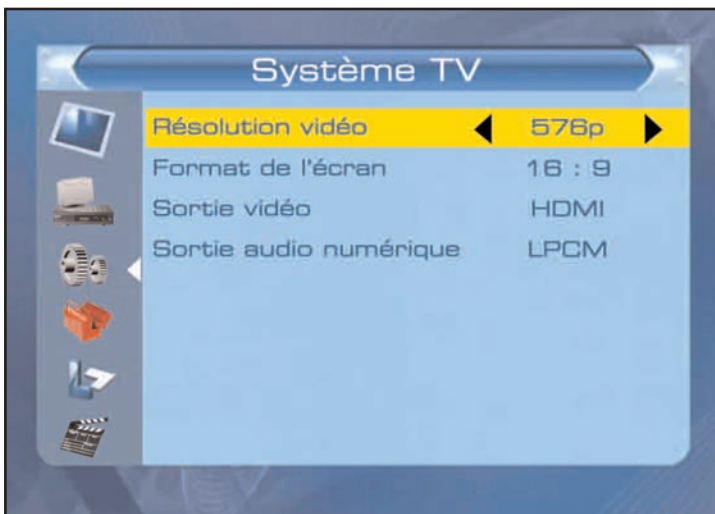 Système TV
Résolution vidéo 576p
Format de l'écran 16 : 9
Sortie vidéo HDMI
Sortie audio numérique LPCM